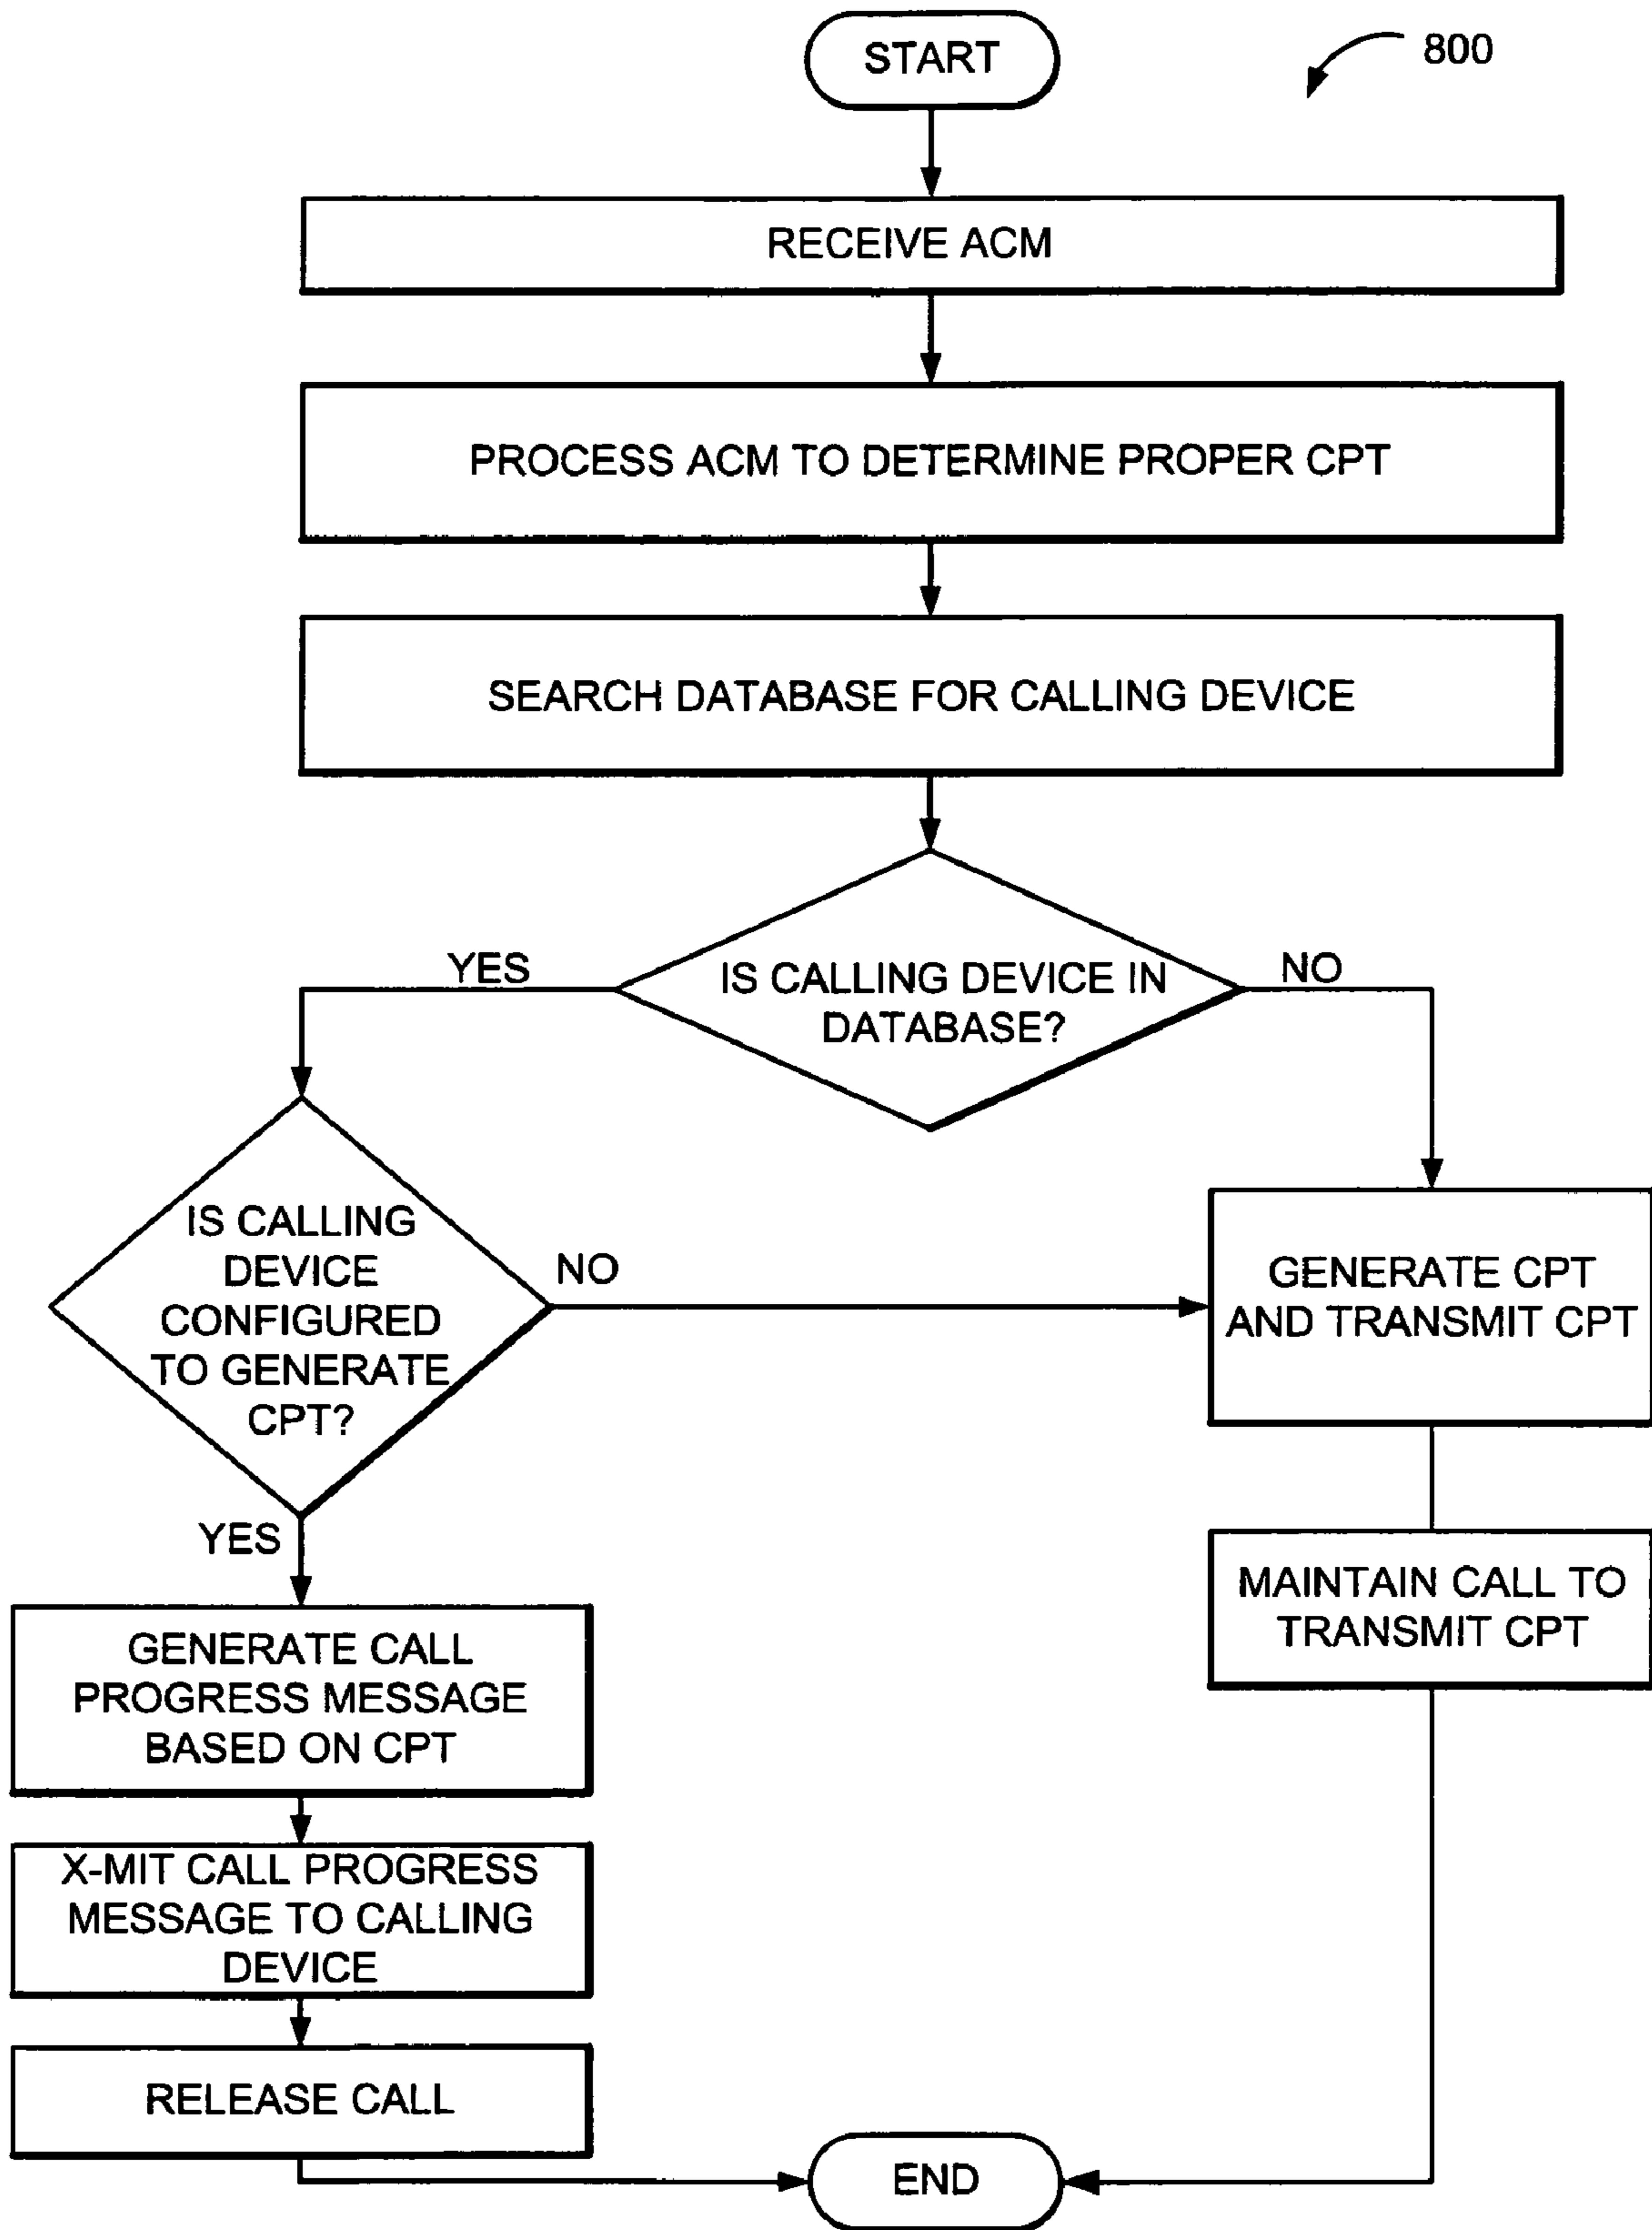 START
800
RECEIVE ACM
PROCESS ACM TO DETERMINE PROPER CPT
SEARCH DATABASE FOR CALLING DEVICE
YES
IS CALLING DEVICE IN
DATABASE?
NO
IS CALLING
DEVICE
CONFIGURED
TO GENERATE
CPT?
NO
GENERATE CPT
AND TRANSMIT CPT
YES
MAINTAIN CALL TO
TRANSMIT CPT
GENERATE CALL
PROGRESS MESSAGE
BASED ON CPT
X-MIT CALL PROGRESS
MESSAGE TO CALLING
DEVICE
RELEASE CALL
END